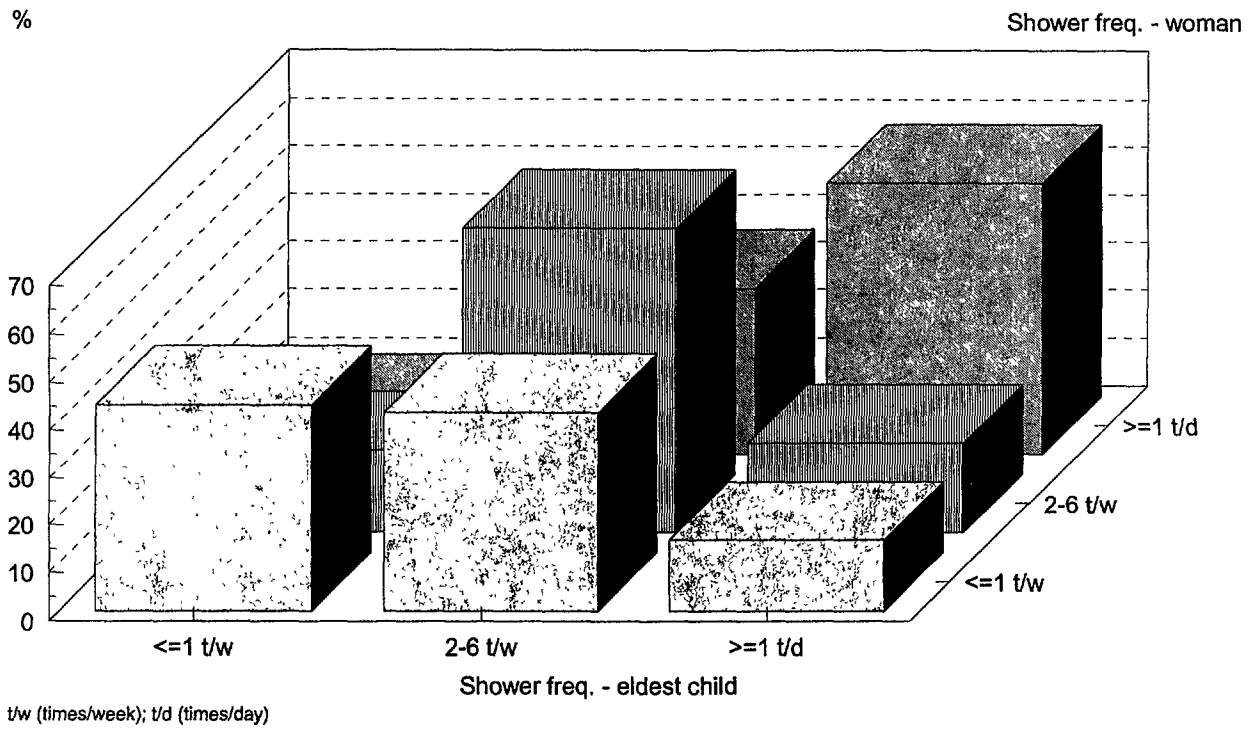 %
Shower freq. - woman
70
60
50
40
30
20
10
0
>=1 t/d
2-6 t/w
<=1 t/w
<=1 t/w
2-6 t/w
>=1 t/d
Shower freq. - eldest child
t/w (times/week); t/d (times/day)